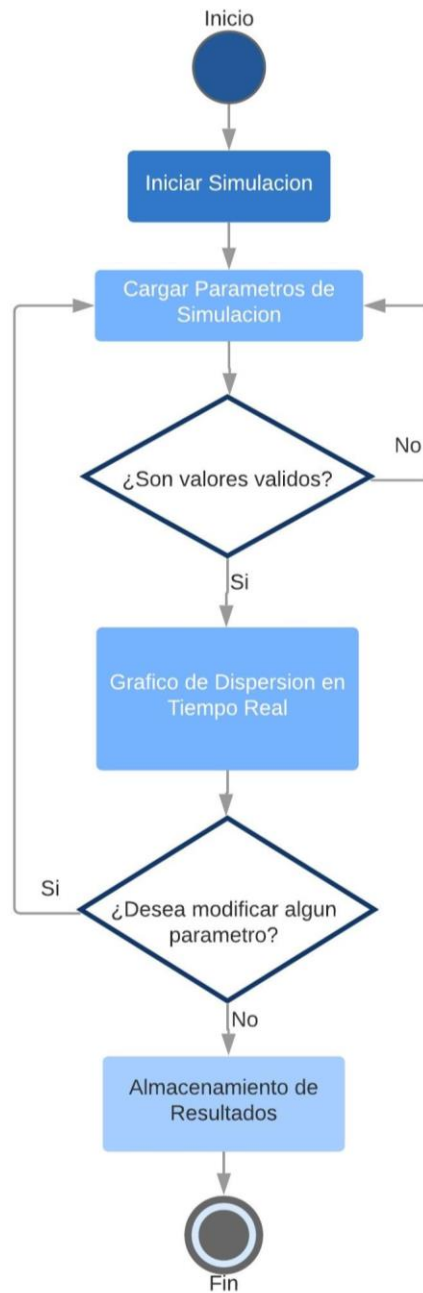 Inicio
Iniciar Simulacion
Cargar Parametros de
Simulacion
¿Son valores validos?
No
Si
Grafico de Dispersion en
Tiempo Real
Si
¿Desea modificar algun
parametro?
No
Almacenamiento de
Resultados
Fin